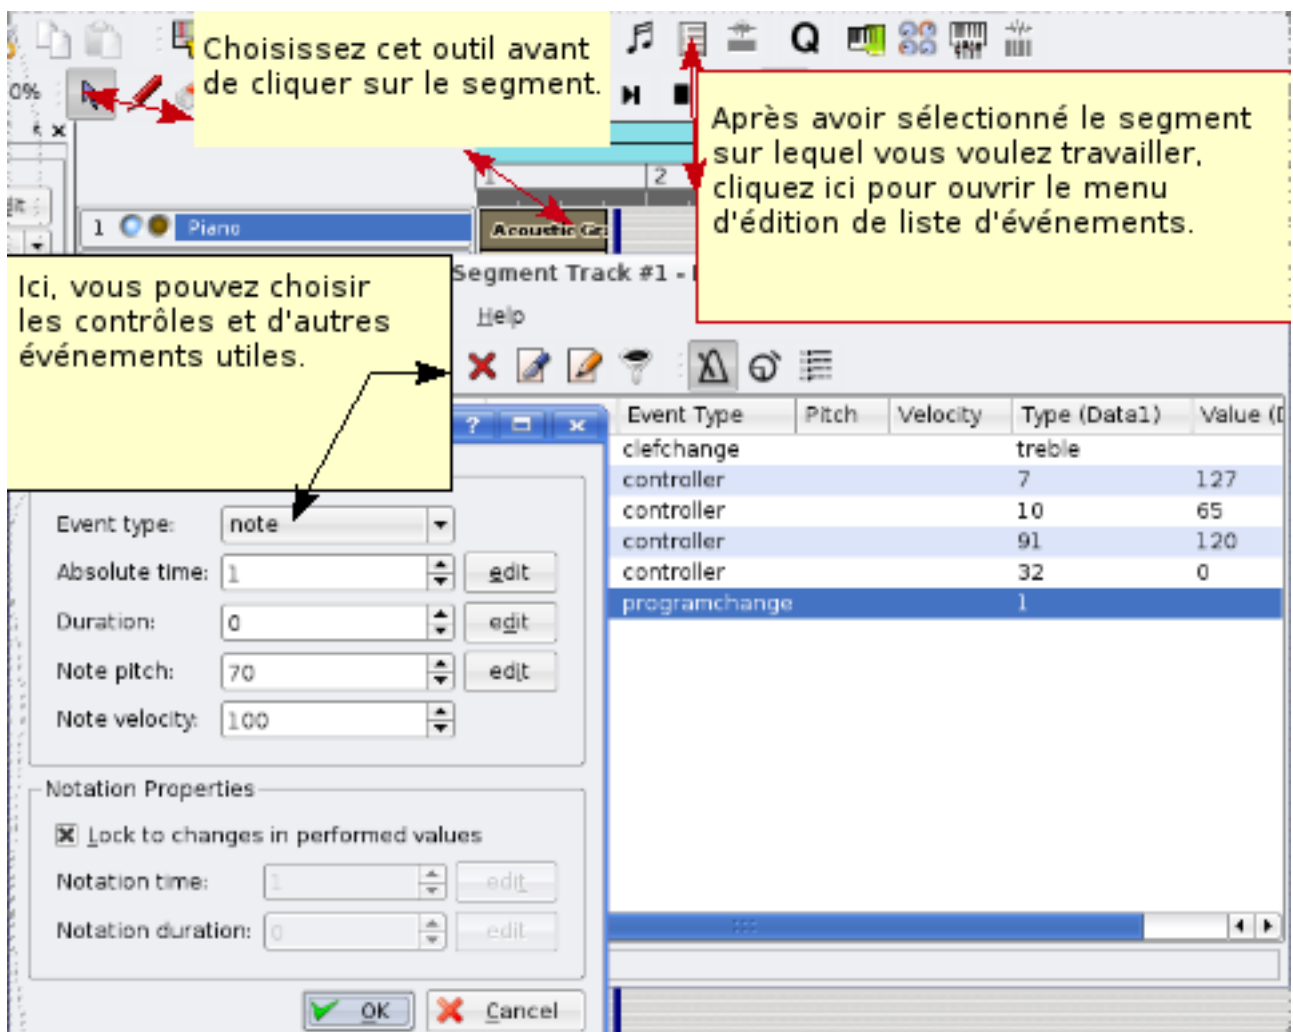 Choisissez cet outil avant
de cliquer sur le segment.
Q
0%
Après avoir sélectionné le segment
sur lequel vous voulez travailler,
cliquez ici pour ouvrir le menu
d'édition de liste d'événements.
1 2
1 Piano
Acoustic Gr
Segment Track #1 -
Ici, vous pouvez choisir
les contrôles et d'autres
événements utiles.
Help
Event Type Pitch Velocity Type (Data1) Value (D
clefchange treble
controller 7 127
controller 10 65
controller 91 120
controller 32 0
programchange 1
?
Event type: note
Absolute time: 1 edit
Duration: 0 edit
Note pitch: 70 edit
Note velocity: 100
Notation Properties
Lock to changes in performed values
Notation time: 1 edit
Notation duration: 0 edit
OK Cancel